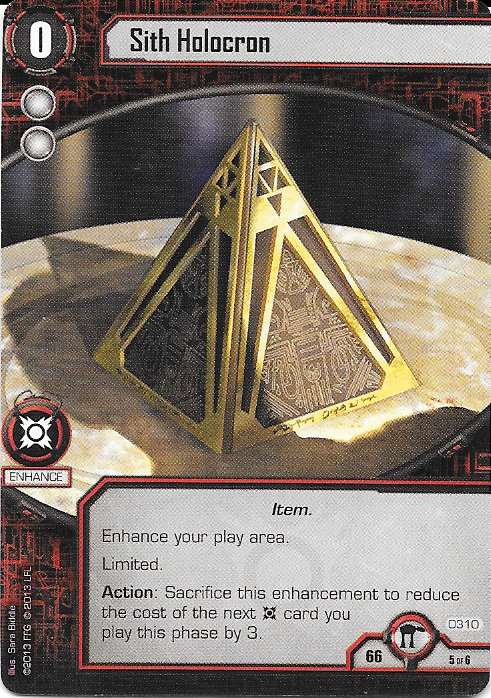 0
Sith Holocron
ENHANCE
Item.
Enhance your play area.
Limited.
Action: Sacrifice this enhancement to reduce
the cost of the next card you
play this phase by 3.
0310
66
5 OF 6
Illus. Sara Biddle
©2013 FFG © 2013 LFL